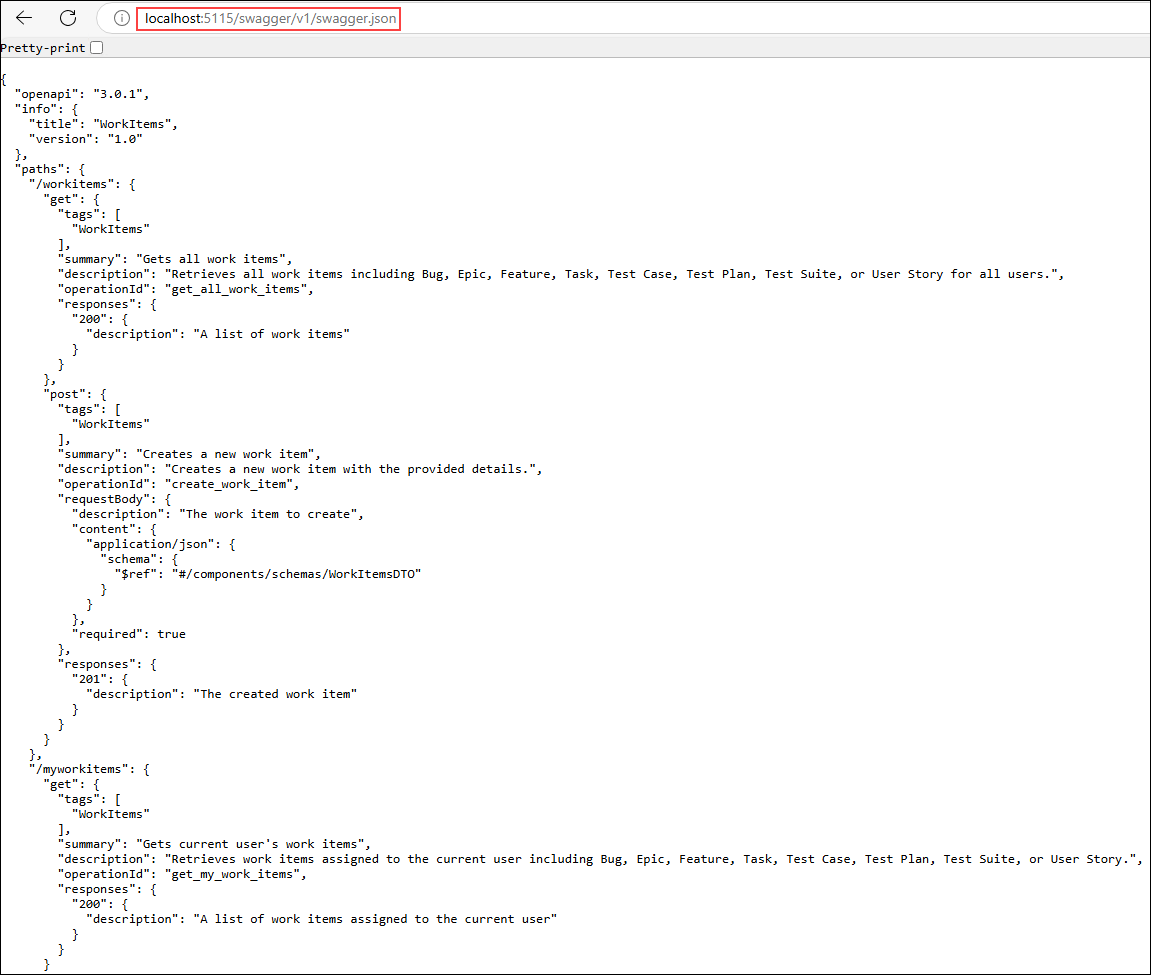 localhost:5115/swagger/v1/swagger.json
Pretty-print
{
  "openapi": "3.0.1",
  "info": {
    "title": "WorkItems",
    "version": "1.0"
  },
  "paths": {
    "/workitems": {
      "get": {
        "tags": [
          "WorkItems"
        ],
        "summary": "Gets all work items",
        "description": "Retrieves all work items including Bug, Epic, Feature, Task, Test Case, Test Plan, Test Suite, or User Story for all users.",
        "operationId": "get_all_work_items",
        "responses": {
          "200": {
            "description": "A list of work items"
          }
        }
      },
      "post": {
        "tags": [
          "WorkItems"
        ],
        "summary": "Creates a new work item",
        "description": "Creates a new work item with the provided details.",
        "operationId": "create_work_item",
        "requestBody": {
          "description": "The work item to create",
          "content": {
            "application/json": {
              "schema": {
                "$ref": "#/components/schemas/WorkItemsDTO"
              }
            }
          },
          "required": true
        },
        "responses": {
          "201": {
            "description": "The created work item"
          }
        }
      }
    },
    "/myworkitems": {
      "get": {
        "tags": [
          "WorkItems"
        ],
        "summary": "Gets current user's work items",
        "description": "Retrieves work items assigned to the current user including Bug, Epic, Feature, Task, Test Case, Test Plan, Test Suite, or User Story.",
        "operationId": "get_my_work_items",
        "responses": {
          "200": {
            "description": "A list of work items assigned to the current user"
          }
        }
      }